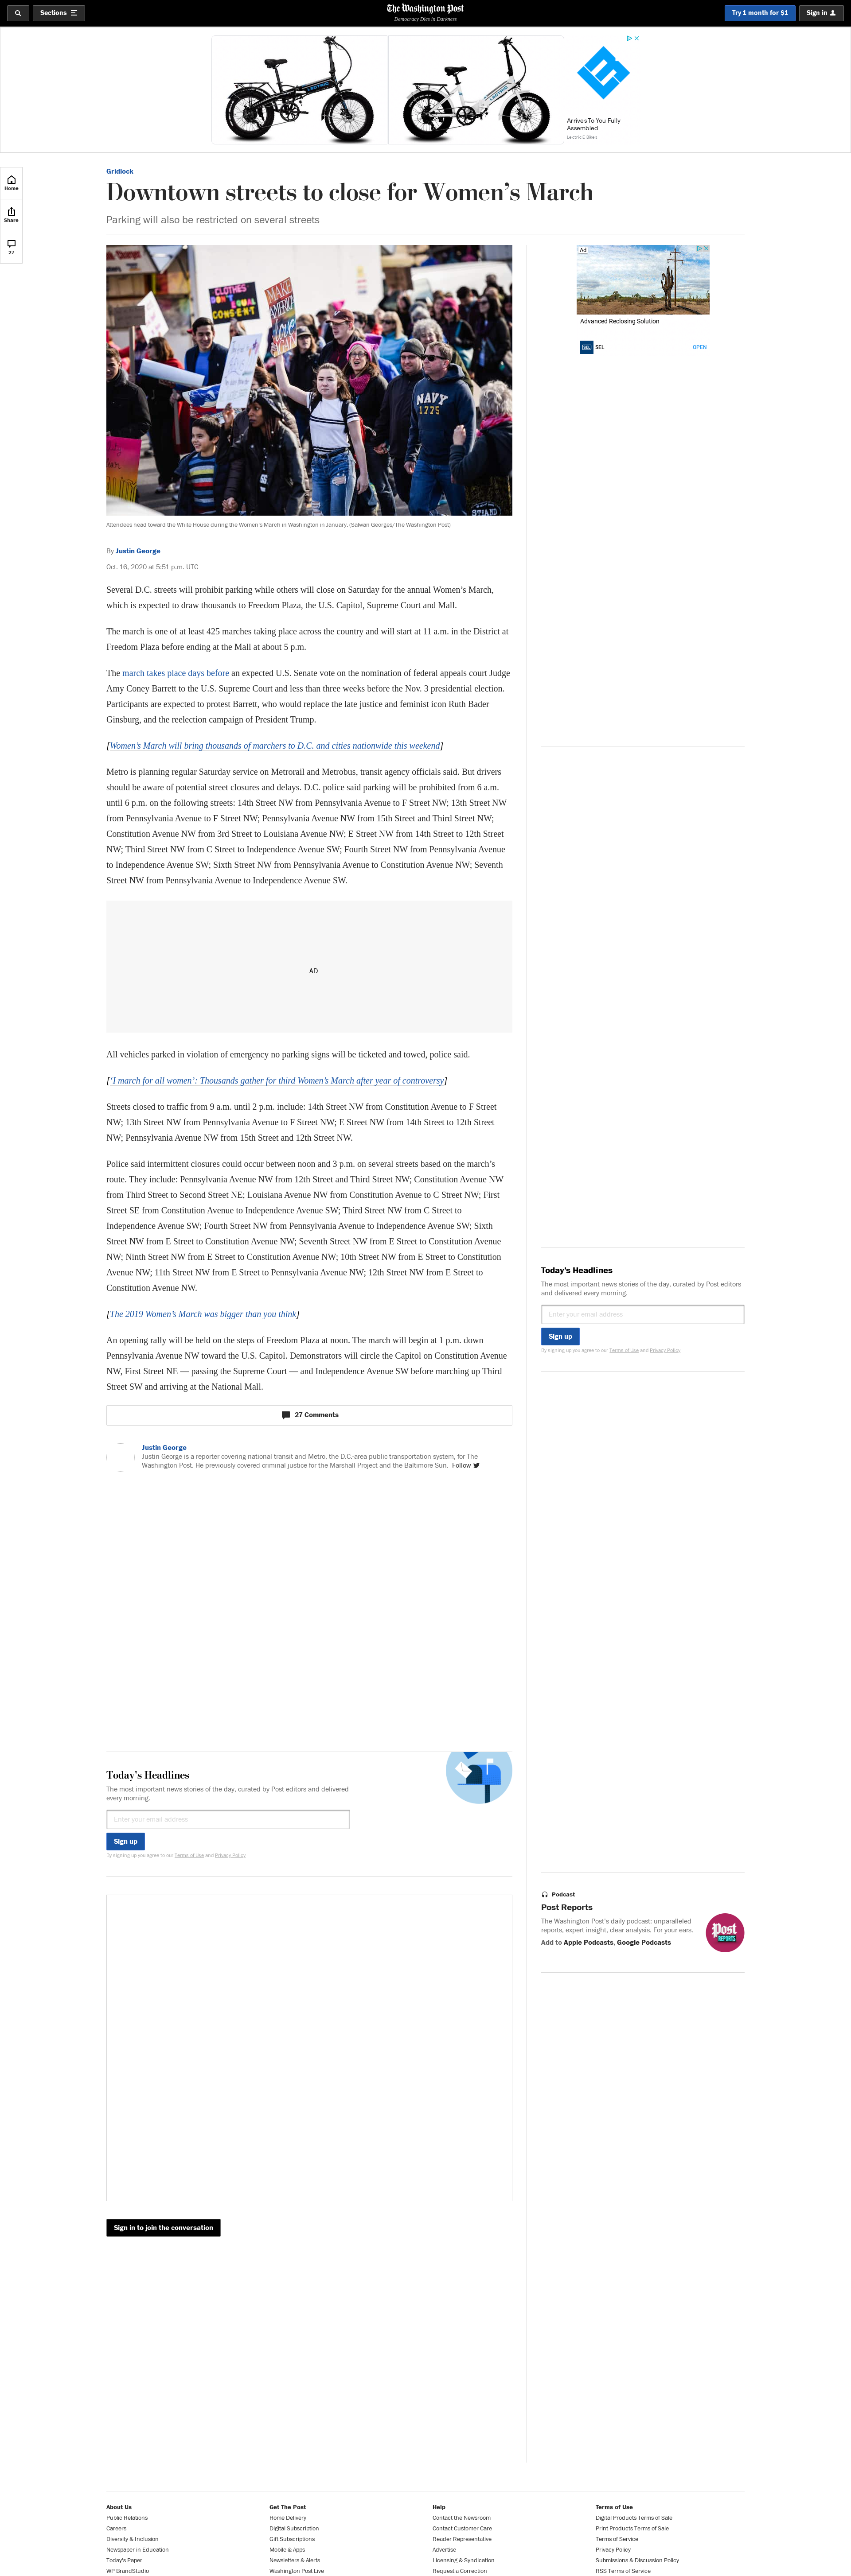 Sections
The Washington Post
Democracy Dies in Darkness
Try 1 month for $1
Sign in
Arrives To You Fully
Assembled
Lectric E Bikes
Home
Share
27
Gridlock
Downtown streets to close for Women’s March
Parking will also be restricted on several streets
CLOTHES
DON'T EQUAL
CONSENT
MAKE
AMERICA
LOVE
AGAIN
NAVY
1775
Attendees head toward the White House during the Women's March in Washington in January. (Salwan Georges/The Washington Post)
By Justin George
Oct. 16, 2020 at 5:51 p.m. UTC
Several D.C. streets will prohibit parking while others will close on Saturday for the annual Women’s March,
which is expected to draw thousands to Freedom Plaza, the U.S. Capitol, Supreme Court and Mall.
The march is one of at least 425 marches taking place across the country and will start at 11 a.m. in the District at
Freedom Plaza before ending at the Mall at about 5 p.m.
The march takes place days before an expected U.S. Senate vote on the nomination of federal appeals court Judge
Amy Coney Barrett to the U.S. Supreme Court and less than three weeks before the Nov. 3 presidential election.
Participants are expected to protest Barrett, who would replace the late justice and feminist icon Ruth Bader
Ginsburg, and the reelection campaign of President Trump.
[Women’s March will bring thousands of marchers to D.C. and cities nationwide this weekend]
Metro is planning regular Saturday service on Metrorail and Metrobus, transit agency officials said. But drivers
should be aware of potential street closures and delays. D.C. police said parking will be prohibited from 6 a.m.
until 6 p.m. on the following streets: 14th Street NW from Pennsylvania Avenue to F Street NW; 13th Street NW
from Pennsylvania Avenue to F Street NW; Pennsylvania Avenue NW from 15th Street and Third Street NW;
Constitution Avenue NW from 3rd Street to Louisiana Avenue NW; E Street NW from 14th Street to 12th Street
NW; Third Street NW from C Street to Independence Avenue SW; Fourth Street NW from Pennsylvania Avenue
to Independence Avenue SW; Sixth Street NW from Pennsylvania Avenue to Constitution Avenue NW; Seventh
Street NW from Pennsylvania Avenue to Independence Avenue SW.
AD
All vehicles parked in violation of emergency no parking signs will be ticketed and towed, police said.
[‘I march for all women’: Thousands gather for third Women’s March after year of controversy]
Streets closed to traffic from 9 a.m. until 2 p.m. include: 14th Street NW from Constitution Avenue to F Street
NW; 13th Street NW from Pennsylvania Avenue to F Street NW; E Street NW from 14th Street to 12th Street
NW; Pennsylvania Avenue NW from 15th Street and 12th Street NW.
Police said intermittent closures could occur between noon and 3 p.m. on several streets based on the march’s
route. They include: Pennsylvania Avenue NW from 12th Street and Third Street NW; Constitution Avenue NW
from Third Street to Second Street NE; Louisiana Avenue NW from Constitution Avenue to C Street NW; First
Street SE from Constitution Avenue to Independence Avenue SW; Third Street NW from C Street to
Independence Avenue SW; Fourth Street NW from Pennsylvania Avenue to Independence Avenue SW; Sixth
Street NW from E Street to Constitution Avenue NW; Seventh Street NW from E Street to Constitution Avenue
NW; Ninth Street NW from E Street to Constitution Avenue NW; 10th Street NW from E Street to Constitution
Avenue NW; 11th Street NW from E Street to Pennsylvania Avenue NW; 12th Street NW from E Street to
Constitution Avenue NW.
[The 2019 Women’s March was bigger than you think]
An opening rally will be held on the steps of Freedom Plaza at noon. The march will begin at 1 p.m. down
Pennsylvania Avenue NW toward the U.S. Capitol. Demonstrators will circle the Capitol on Constitution Avenue
NW, First Street NE — passing the Supreme Court — and Independence Avenue SW before marching up Third
Street SW and arriving at the National Mall.
27 Comments
Justin George
Justin George is a reporter covering national transit and Metro, the D.C.-area public transportation system, for The
Washington Post. He previously covered criminal justice for the Marshall Project and the Baltimore Sun. Follow
Today’s Headlines
The most important news stories of the day, curated by Post editors and delivered
every morning.
Enter your email address
Sign up
By signing up you agree to our Terms of Use and Privacy Policy
Sign in to join the conversation
Ad
Advanced Reclosing Solution
SEL
SEL
OPEN
Today’s Headlines
The most important news stories of the day, curated by Post editors
and delivered every morning.
Enter your email address
Sign up
By signing up you agree to our Terms of Use and Privacy Policy
Podcast
Post Reports
The Washington Post’s daily podcast: unparalleled
reports, expert insight, clear analysis. For your ears.
Add to Apple Podcasts, Google Podcasts
Post
REPORTS
About Us
Public Relations
Careers
Diversity & Inclusion
Newspaper in Education
Today's Paper
WP BrandStudio
Get The Post
Home Delivery
Digital Subscription
Gift Subscriptions
Mobile & Apps
Newsletters & Alerts
Washington Post Live
Help
Contact the Newsroom
Contact Customer Care
Reader Representative
Advertise
Licensing & Syndication
Request a Correction
Terms of Use
Digital Products Terms of Sale
Print Products Terms of Sale
Terms of Service
Privacy Policy
Submissions & Discussion Policy
RSS Terms of Service